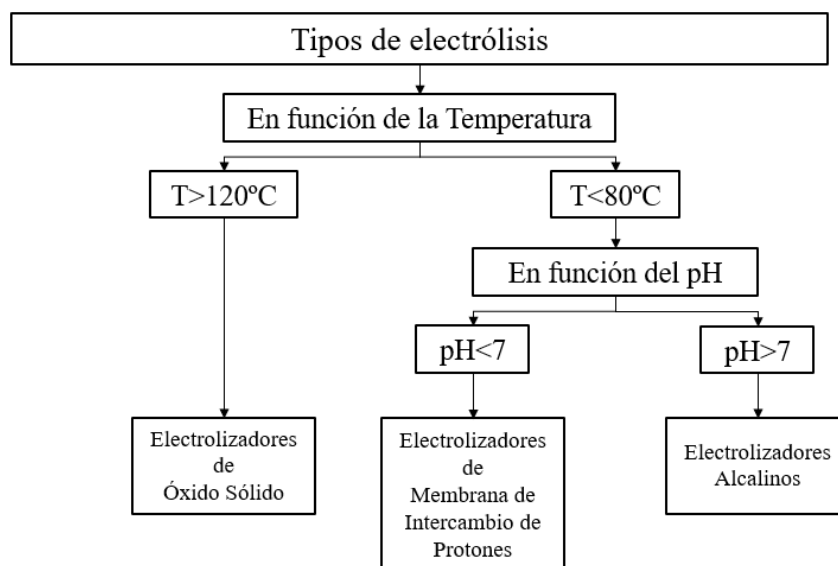 Tipos de electrólisis
En función de la Temperatura
T>120ºC
T<80ºC
En función del pH
pH<7
pH>7
Electrolizadores
de
Óxido Sólido
Electrolizadores
de
Membrana de
Intercambio de
Protones
Electrolizadores
Alcalinos